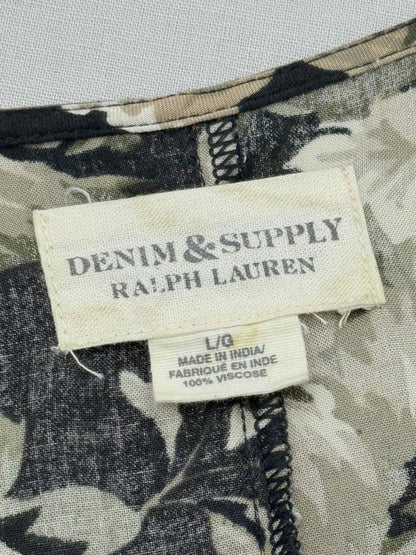 DENIM & SUPPLY
RALPH LAUREN
L/G
MADE IN INDIA/
FABRIQUÉ EN INDE
100% VISCOSE